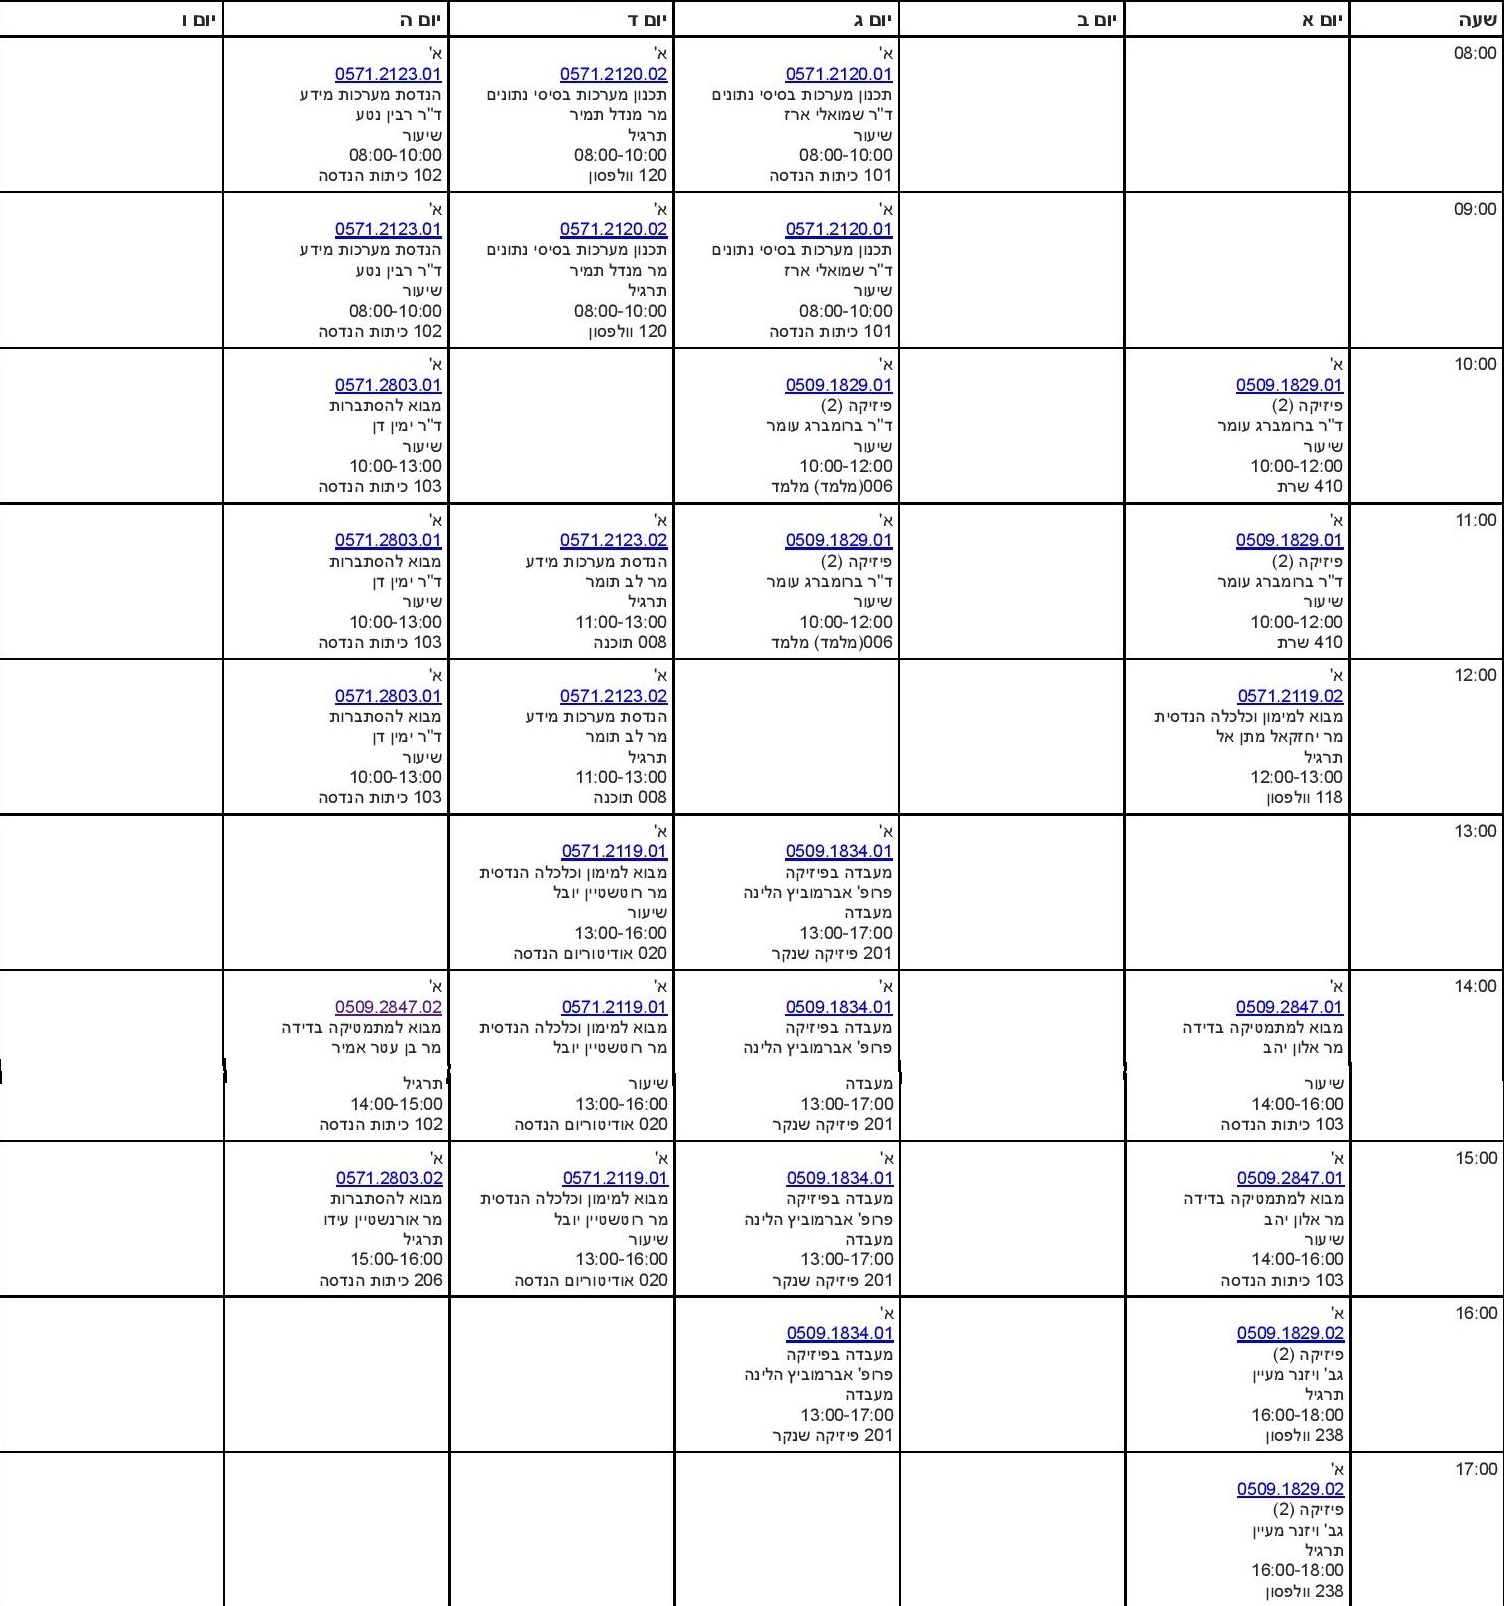 שעה
יום א
יום ב
יום ג
יום ד
יום ה
יום ו
08:00
א'
0571.2120.01
תכנון מערכות בסיסי נתונים
ד"ר שמואלי ארז
שיעור
08:00-10:00
101 כיתות הנדסה
א'
0571.2120.02
תכנון מערכות בסיסי נתונים
מר מנדל תמיר
תרגיל
08:00-10:00
120 וולפסון
א'
0571.2123.01
הנדסת מערכות מידע
ד"ר רבין נטע
שיעור
08:00-10:00
102 כיתות הנדסה
09:00
א'
0571.2120.01
תכנון מערכות בסיסי נתונים
ד"ר שמואלי ארז
שיעור
08:00-10:00
101 כיתות הנדסה
א'
0571.2120.02
תכנון מערכות בסיסי נתונים
מר מנדל תמיר
תרגיל
08:00-10:00
120 וולפסון
א'
0571.2123.01
הנדסת מערכות מידע
ד"ר רבין נטע
שיעור
08:00-10:00
102 כיתות הנדסה
10:00
א'
0509.1829.01
פיזיקה (2)
ד"ר ברומברג עומר
שיעור
10:00-12:00
410 שרת
א'
0509.1829.01
פיזיקה (2)
ד"ר ברומברג עומר
שיעור
10:00-12:00
006(מלמד) מלמד
א'
0571.2803.01
מבוא להסתברות
ד"ר ימין דן
שיעור
10:00-13:00
103 כיתות הנדסה
11:00
א'
0509.1829.01
פיזיקה (2)
ד"ר ברומברג עומר
שיעור
10:00-12:00
410 שרת
א'
0509.1829.01
פיזיקה (2)
ד"ר ברומברג עומר
שיעור
10:00-12:00
006(מלמד) מלמד
א'
0571.2123.02
הנדסת מערכות מידע
מר לב תומר
תרגיל
11:00-13:00
008 תוכנה
א'
0571.2803.01
מבוא להסתברות
ד"ר ימין דן
שיעור
10:00-13:00
103 כיתות הנדסה
12:00
א'
0571.2119.02
מבוא למימון וכלכלה הנדסית
מר יחזקאל מתן אל
תרגיל
12:00-13:00
118 וולפסון
א'
0571.2123.02
הנדסת מערכות מידע
מר לב תומר
תרגיל
11:00-13:00
008 תוכנה
א'
0571.2803.01
מבוא להסתברות
ד"ר ימין דן
שיעור
10:00-13:00
103 כיתות הנדסה
13:00
א'
0509.1834.01
מעבדה בפיזיקה
פרופ' אברמוביץ הלינה
מעבדה
13:00-17:00
201 פיזיקה שנקר
א'
0571.2119.01
מבוא למימון וכלכלה הנדסית
מר רוטשטיין יובל
שיעור
13:00-16:00
020 אודיטוריום הנדסה
14:00
א'
0509.2847.01
מבוא למתמטיקה בדידה
מר אלון יהב
שיעור
14:00-16:00
103 כיתות הנדסה
א'
0509.1834.01
מעבדה בפיזיקה
פרופ' אברמוביץ הלינה
מעבדה
13:00-17:00
201 פיזיקה שנקר
א'
0571.2119.01
מבוא למימון וכלכלה הנדסית
מר רוטשטיין יובל
שיעור
13:00-16:00
020 אודיטוריום הנדסה
א'
0509.2847.02
מבוא למתמטיקה בדידה
מר בן עטר אמיר
תרגיל
14:00-15:00
102 כיתות הנדסה
15:00
א'
0509.2847.01
מבוא למתמטיקה בדידה
מר אלון יהב
שיעור
14:00-16:00
103 כיתות הנדסה
א'
0509.1834.01
מעבדה בפיזיקה
פרופ' אברמוביץ הלינה
מעבדה
13:00-17:00
201 פיזיקה שנקר
א'
0571.2119.01
מבוא למימון וכלכלה הנדסית
מר רוטשטיין יובל
שיעור
13:00-16:00
020 אודיטוריום הנדסה
א'
0571.2803.02
מבוא להסתברות
מר אורנשטיין עידו
תרגיל
15:00-16:00
206 כיתות הנדסה
16:00
א'
0509.1829.02
פיזיקה (2)
גב' ויזנר מעיין
תרגיל
16:00-18:00
238 וולפסון
א'
0509.1834.01
מעבדה בפיזיקה
פרופ' אברמוביץ הלינה
מעבדה
13:00-17:00
201 פיזיקה שנקר
17:00
א'
0509.1829.02
פיזיקה (2)
גב' ויזנר מעיין
תרגיל
16:00-18:00
238 וולפסון